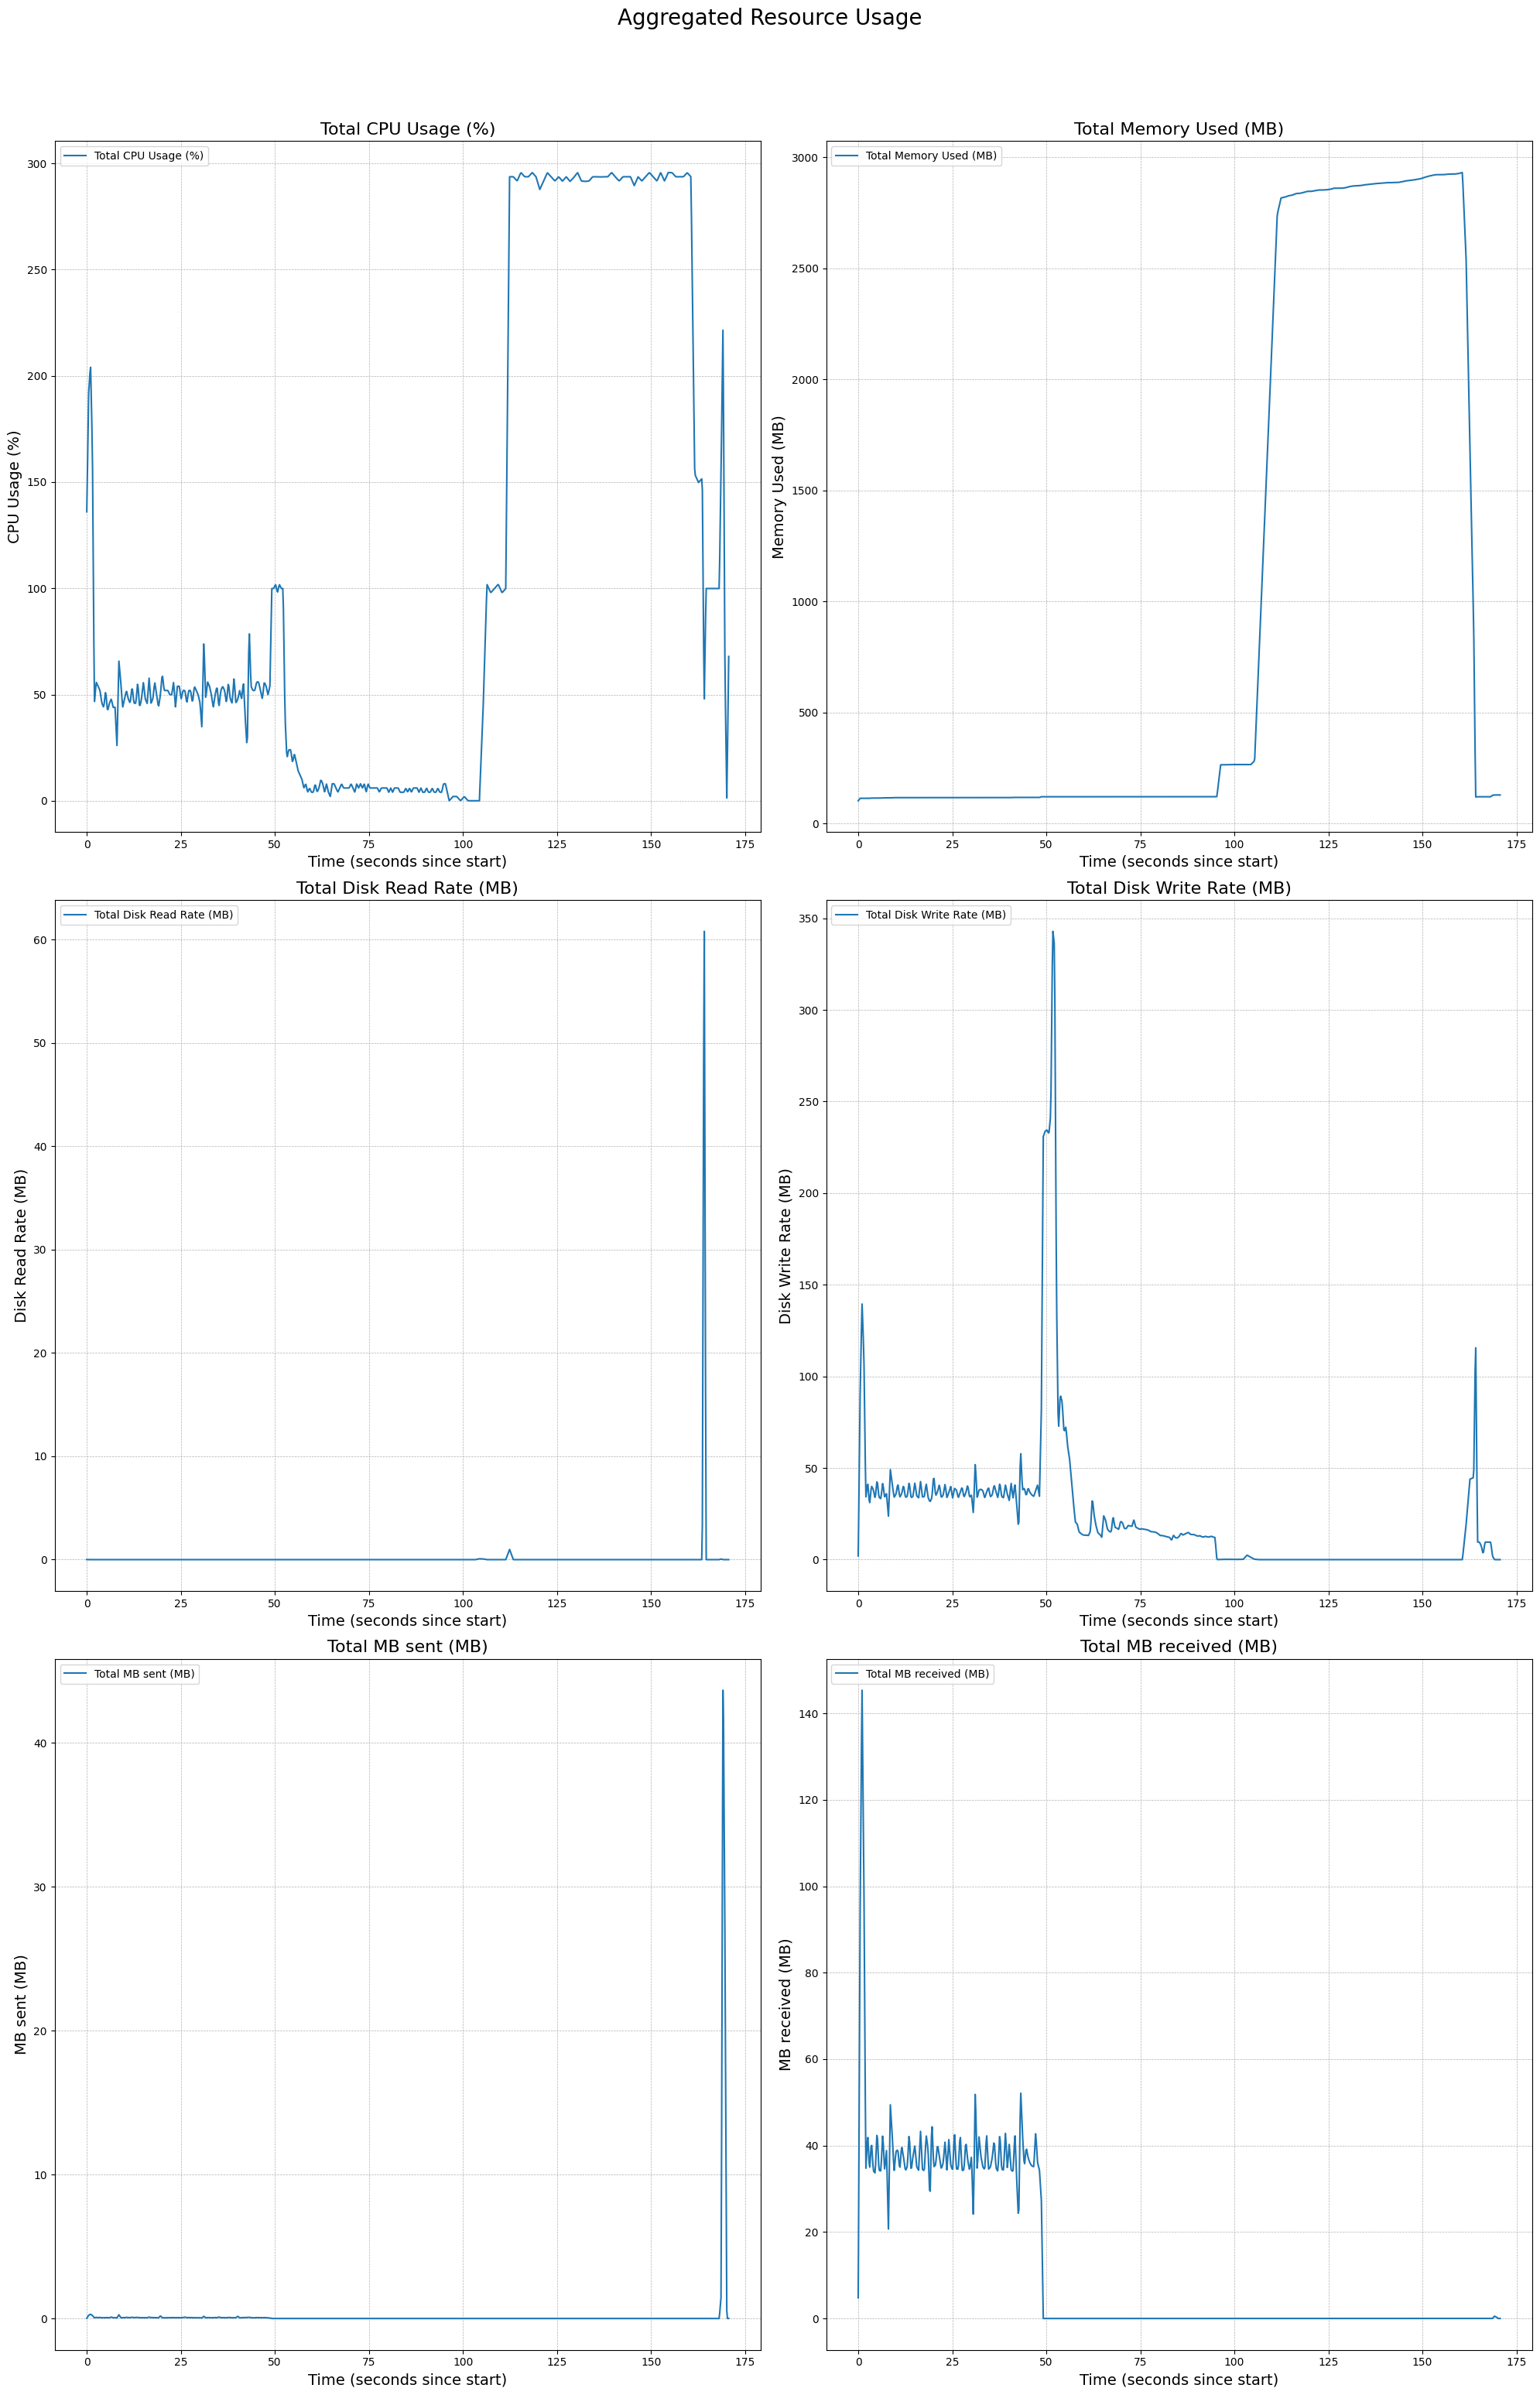 Aggregated Resource Usage
Total CPU Usage (%)
Total CPU Usage (%)
CPU Usage (%)
300
250
200
150
100
50
0
0 25 50 75 100 125 150 175
Time (seconds since start)
Total Memory Used (MB)
Total Memory Used (MB)
Memory Used (MB)
3000
2500
2000
1500
1000
500
0
0 25 50 75 100 125 150 175
Time (seconds since start)
Total Disk Read Rate (MB)
Total Disk Read Rate (MB)
Disk Read Rate (MB)
60
50
40
30
20
10
0
0 25 50 75 100 125 150 175
Time (seconds since start)
Total Disk Write Rate (MB)
Total Disk Write Rate (MB)
Disk Write Rate (MB)
350
300
250
200
150
100
50
0
0 25 50 75 100 125 150 175
Time (seconds since start)
Total MB sent (MB)
Total MB sent (MB)
MB sent (MB)
40
30
20
10
0
0 25 50 75 100 125 150 175
Time (seconds since start)
Total MB received (MB)
Total MB received (MB)
MB received (MB)
140
120
100
80
60
40
20
0
0 25 50 75 100 125 150 175
Time (seconds since start)